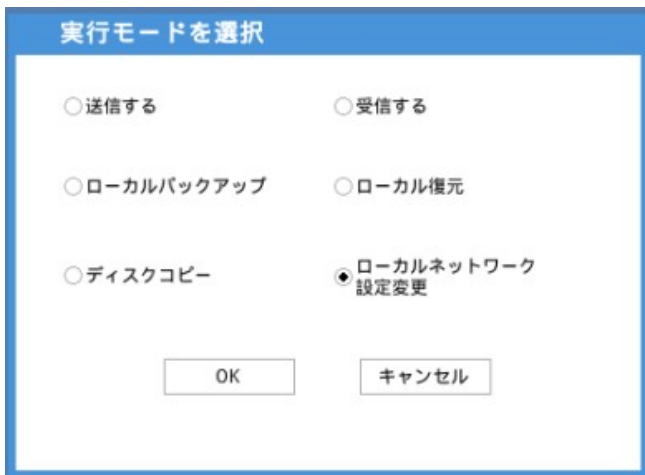 実行モードを選択
送信する
受信する
ローカルバックアップ
ローカル復元
ディスクコピー
ローカルネットワーク
設定変更
OK
キャンセル